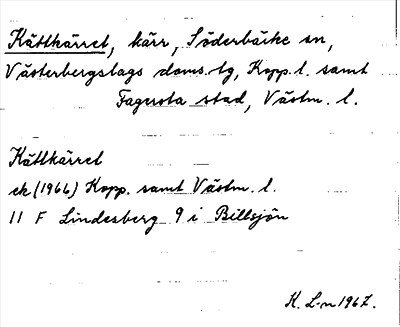 Kättkärret, kärr, Söderbärke sn,
Västerbergslags doms.-tg, Kopp. l. samt
Fagersta stad, Västm. l.
Kättkärret
ek (1966) Kopp. samt Västm. l.
11 F Lindesberg 9 i Billsjön
K. L-n 1967.